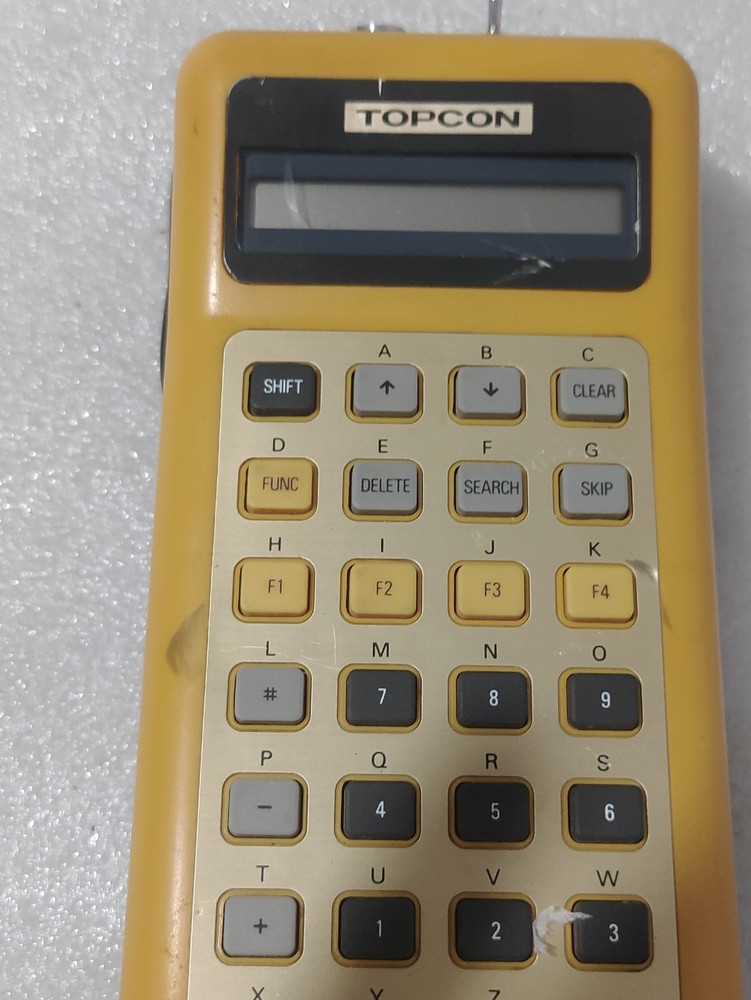 TOPCON
A B C
SHIFT ↑ ↓ CLEAR
D E F G
FUNC DELETE SEARCH SKIP
H I J K
F1 F2 F3 F4
L M N O
# 7 8 9
P Q R S
− 4 5 6
T U V W
+ 1 2 3
X Y Z